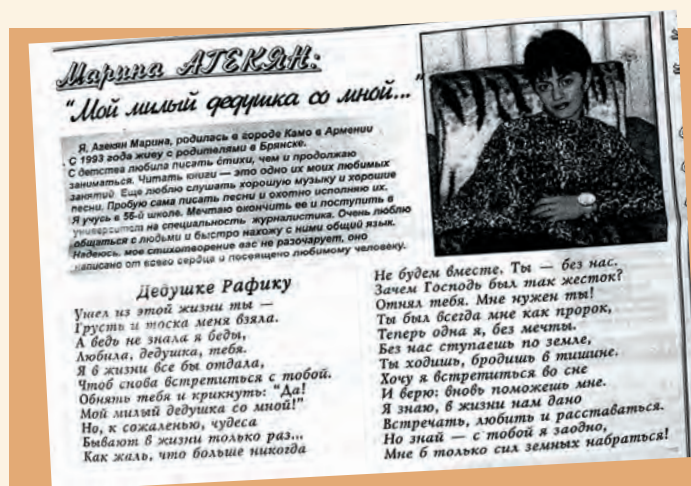 Марина АГЕКЯН:
"Мой милый дедушка со мной..."
Я, Агекян Марина, родилась в городе Камо в Армении
С 1993 года живу с родителями в Брянске.
С детства любила писать стихи, чем и продолжаю
заниматься. Читать книги — это одно их моих любимых
занятий. Еще люблю слушать хорошую музыку и хорошие
песни. Пробую сама писать песни и охотно исполняю их.
Я учусь в 56-й школе. Мечтаю окончить ее и поступить в
университет на специальность журналистика. Очень люблю
общаться с людьми и быстро нахожу с ними общий язык.
Надеюсь, мое стихотворение вас не разочарует, оно
написано от всего сердца и посвящено любимому человеку.
Дедушке Рафику
Ушел из этой жизни ты —
Грусть и тоска меня взяла.
А ведь не знала я беды,
Любила, дедушка, тебя.
Я в жизни все бы отдала,
Чтоб снова встретиться с тобой.
Обнять тебя и крикнуть: "Да!
Мой милый дедушка со мной!"
Но, к сожаленью, чудеса
Бывают в жизни только раз...
Как жаль, что больше никогда
Не будем вместе. Ты — без нас.
Зачем Господь был так жесток?
Отнял тебя. Мне нужен ты!
Ты был всегда мне как пророк,
Теперь одна я, без мечты.
Без нас ступаешь по земле,
Ты ходишь, бродишь в тишине.
Хочу я встретиться во сне
И верю: вновь поможешь мне.
Я знаю, в жизни нам дано
Встречать, любить и расставаться.
Но знай — с тобой я заодно,
Мне б только сил земных набраться!